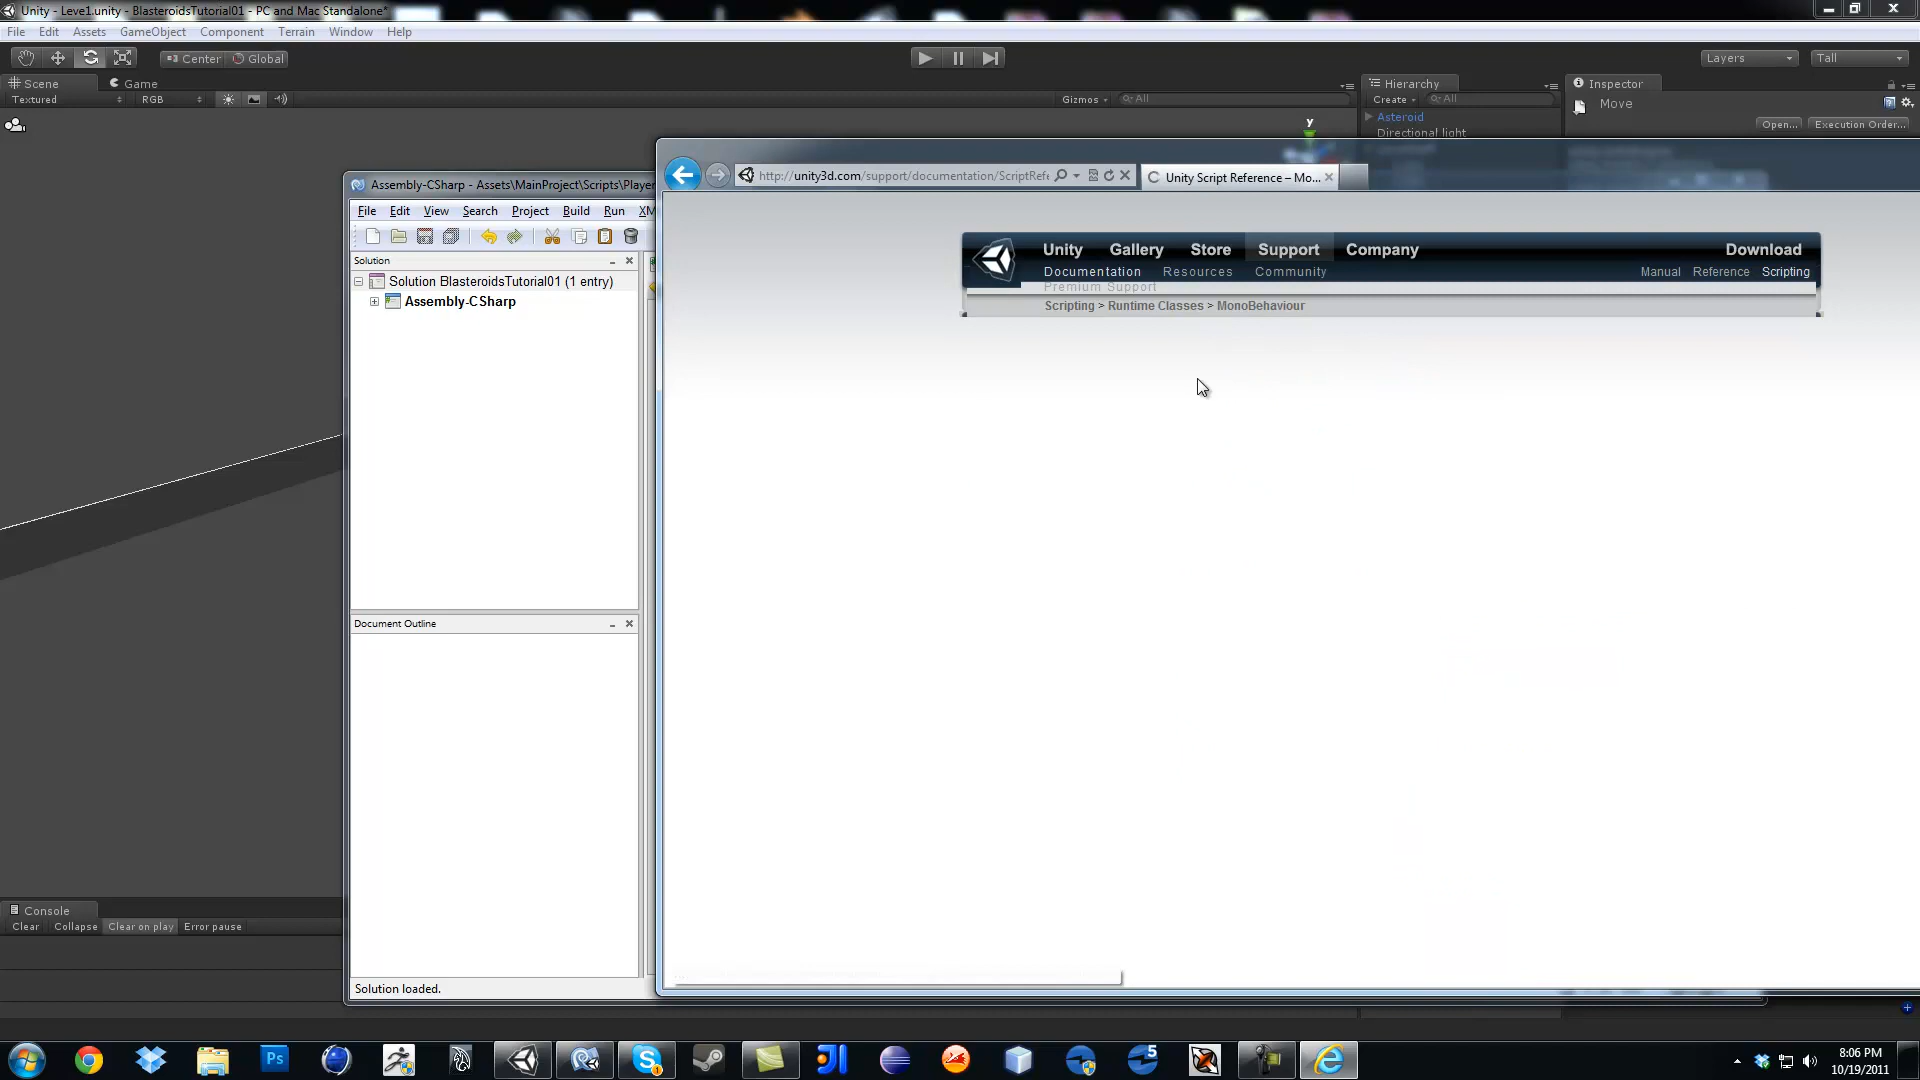 Unity - Leve1.unity - BlasteroidsTutorial01 - PC and Mac Standalone*
File Edit Assets GameObject Component Terrain Window Help
Center Global
Layers
Tall
Scene
Game
Textured
RGB
Gizmos
All
Hierarchy
Create
All
Asteroid
Directional light
Inspector
Move
Open...
Execution Order...
Assembly-CSharp - Assets\MainProject\Scripts\Player
File Edit View Search Project Build Run XM
Solution
Solution BlasteroidsTutorial01 (1 entry)
Assembly-CSharp
Document Outline
Solution loaded.
http://unity3d.com/support/documentation/ScriptRefe
Unity Script Reference – Mo...
Unity Gallery Store Support Company Download
Documentation Resources Community Manual Reference Scripting
Premium Support
Scripting > Runtime Classes > MonoBehaviour
Console
Clear Collapse Clear on play Error pause
Ps
5
8:06 PM
10/19/2011